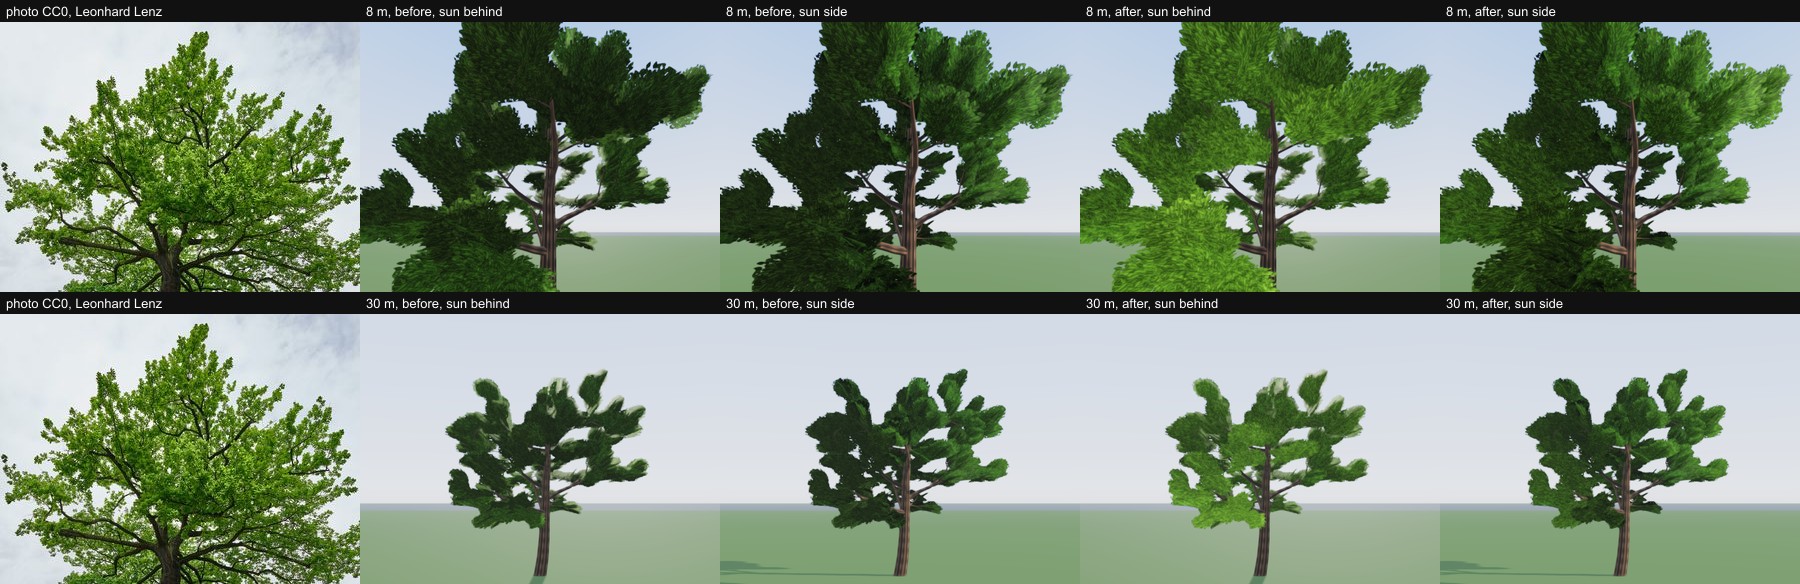 photo CC0, Leonhard Lenz
8 m, before, sun behind
8 m, before, sun side
8 m, after, sun behind
8 m, after, sun side
photo CC0, Leonhard Lenz
30 m, before, sun behind
30 m, before, sun side
30 m, after, sun behind
30 m, after, sun side